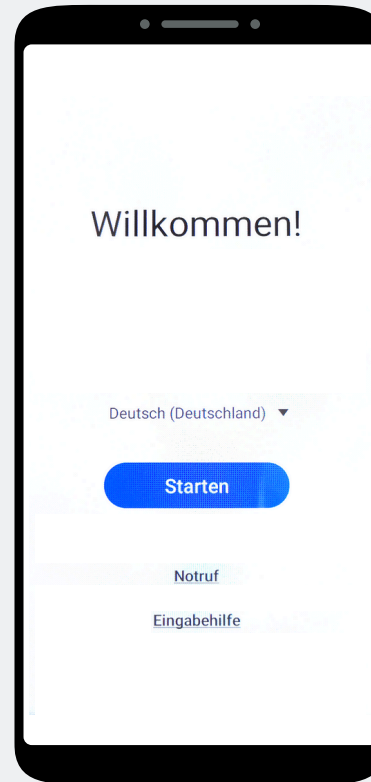 Willkommen!
Deutsch (Deutschland)
Starten
Notruf
Eingabehilfe